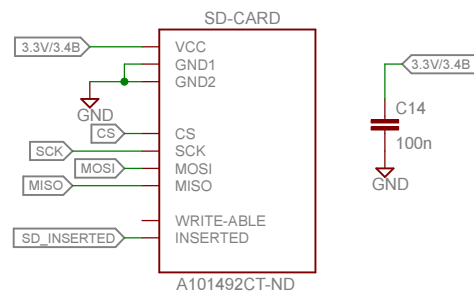 SD-CARD
3.3V/3.4B
VCC
GND1
GND2
GND
CS
CS
SCK
SCK
MOSI
MOSI
MISO
MISO
WRITE-ABLE
SD_INSERTED
INSERTED
A101492CT-ND
3.3V/3.4B
C14
100n
GND